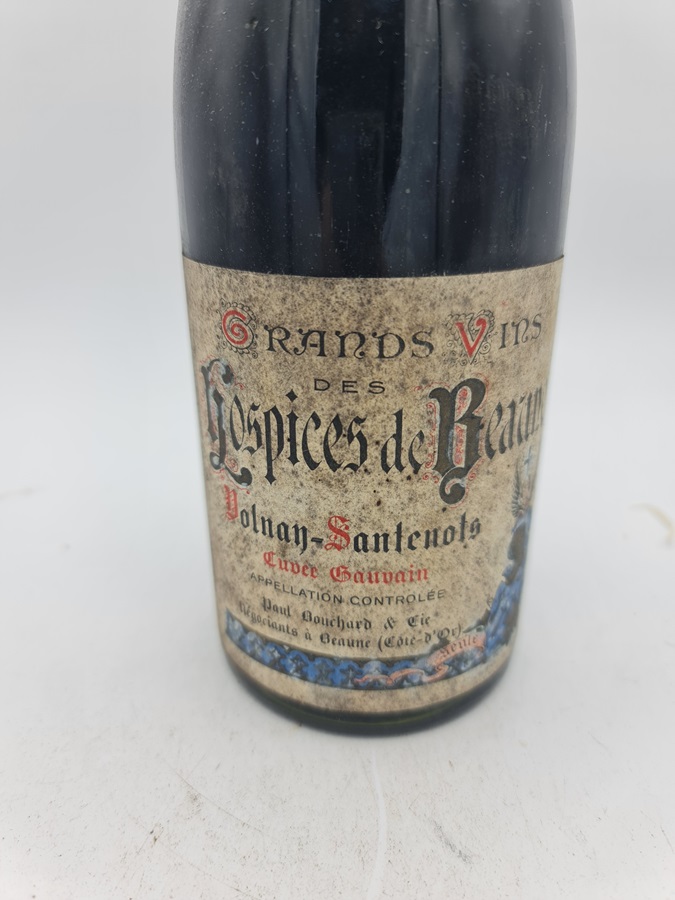 Grands Vins
DES
Hospices de Beaun
Volnay-Santenots
Cuvée Gauvain
APPELLATION CONTROLÉE
Paul Bouchard & Cie
Négociants à Beaune (Côte-d'Or)